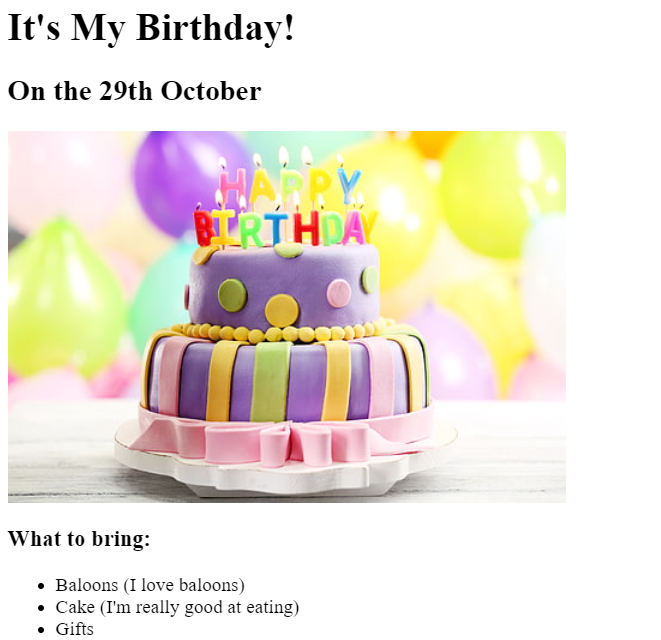 It's My Birthday!
On the 29th October
HAPPY
BIRTHDAY
What to bring:
Baloons (I love baloons)
Cake (I'm really good at eating)
Gifts